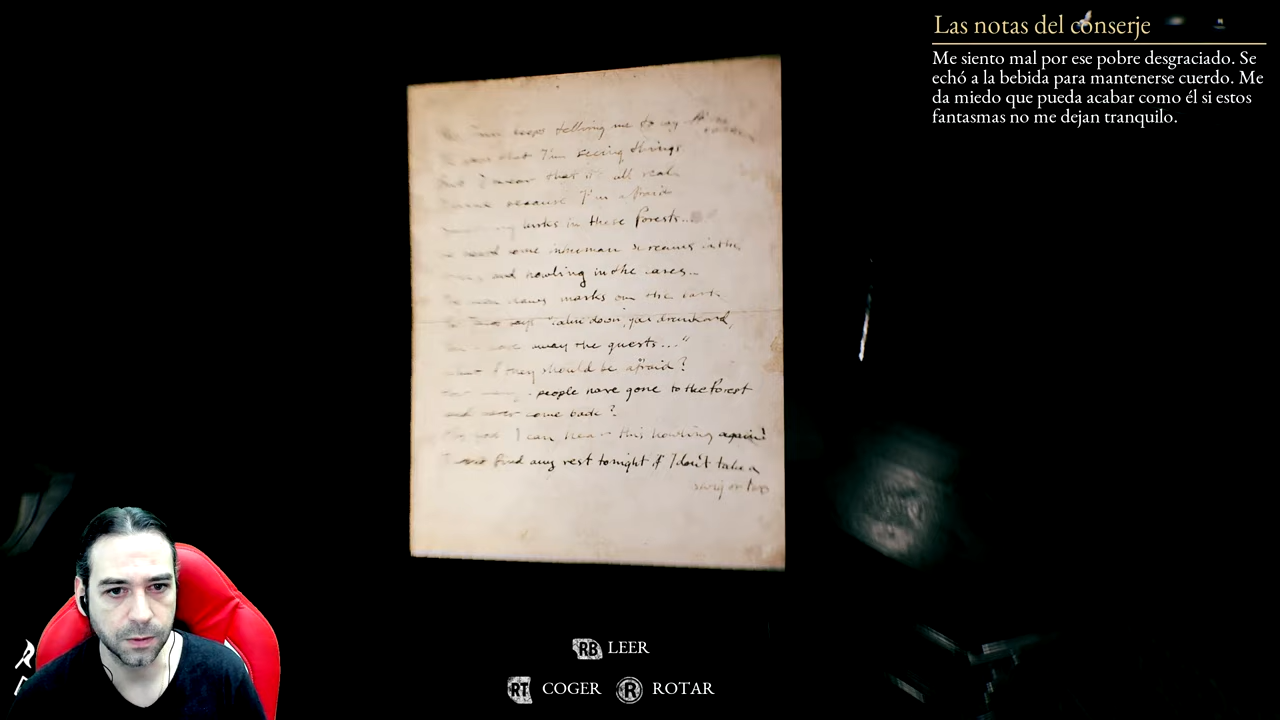 Las notas del conserje
Me siento mal por ese pobre desgraciado. Se
echó a la bebida para mantenerse cuerdo. Me
da miedo que pueda acabar como él si estos
fantasmas no me dejan tranquilo.
keeps telling me to say
that I'm seeing things
I swear that it's all real
because I'm afraid
lurks in these forests...
some inhuman screams in the
and howling in the caves...
marks on the
says "calm down, you drunkard,
away the guests..."
they should be afraid?
people have gone to the forest
and never come back?
I can hear this howling again!
find any rest tonight if I don't take a
swig or two
RB LEER
RT COGER R ROTAR